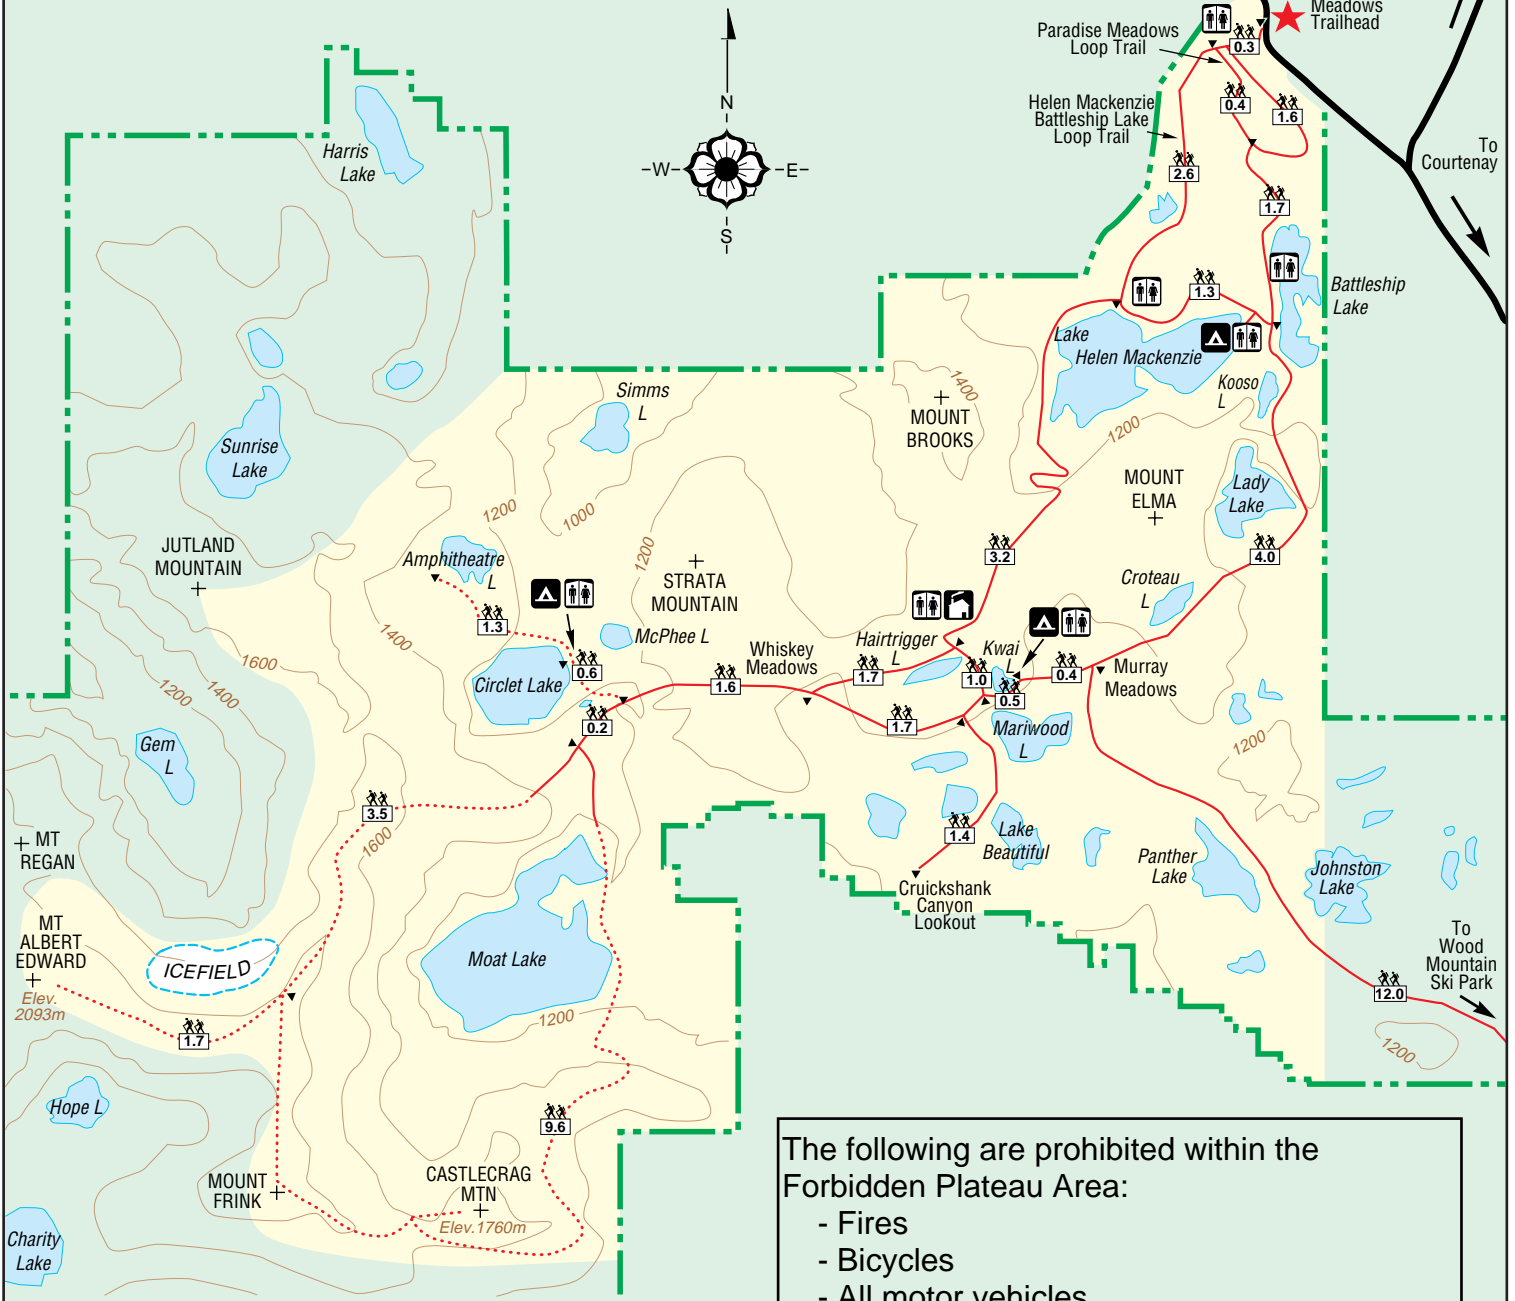 Meadows
Trailhead
Paradise Meadows
Loop Trail
0.3
0.4
1.6
Helen Mackenzie
Battleship Lake
Loop Trail
2.6
1.7
To
Courtenay
N
W
E
S
Harris
Lake
1.3
Battleship
Lake
Lake
Helen Mackenzie
Kooso
L
Simms
L
1400
MOUNT
BROOKS
1200
Sunrise
Lake
MOUNT
ELMA
Lady
Lake
1200
1000
1200
JUTLAND
MOUNTAIN
Amphitheatre
L
STRATA
MOUNTAIN
3.2
4.0
Croteau
L
1.3
1400
McPhee L
Whiskey
Meadows
Hairtrigger
L
Kwai
L
Murray
Meadows
1600
1200
1400
Circlet Lake
0.6
1.6
1.7
1.0
0.4
0.5
0.2
1.7
Mariwood
L
1200
Gem
L
3.5
1600
MT
REGAN
1.4
Lake
Beautiful
Panther
Lake
Johnston
Lake
Cruickshank
Canyon
Lookout
MT
ALBERT
EDWARD
Elev.
2093m
ICEFIELD
Moat Lake
1200
To
Wood
Mountain
Ski Park
12.0
1.7
1200
Hope L
9.6
MOUNT
FRINK
CASTLECRAG
MTN
Elev.1760m
Charity
Lake
The following are prohibited within the
Forbidden Plateau Area:
- Fires
- Bicycles
- All motor vehicles